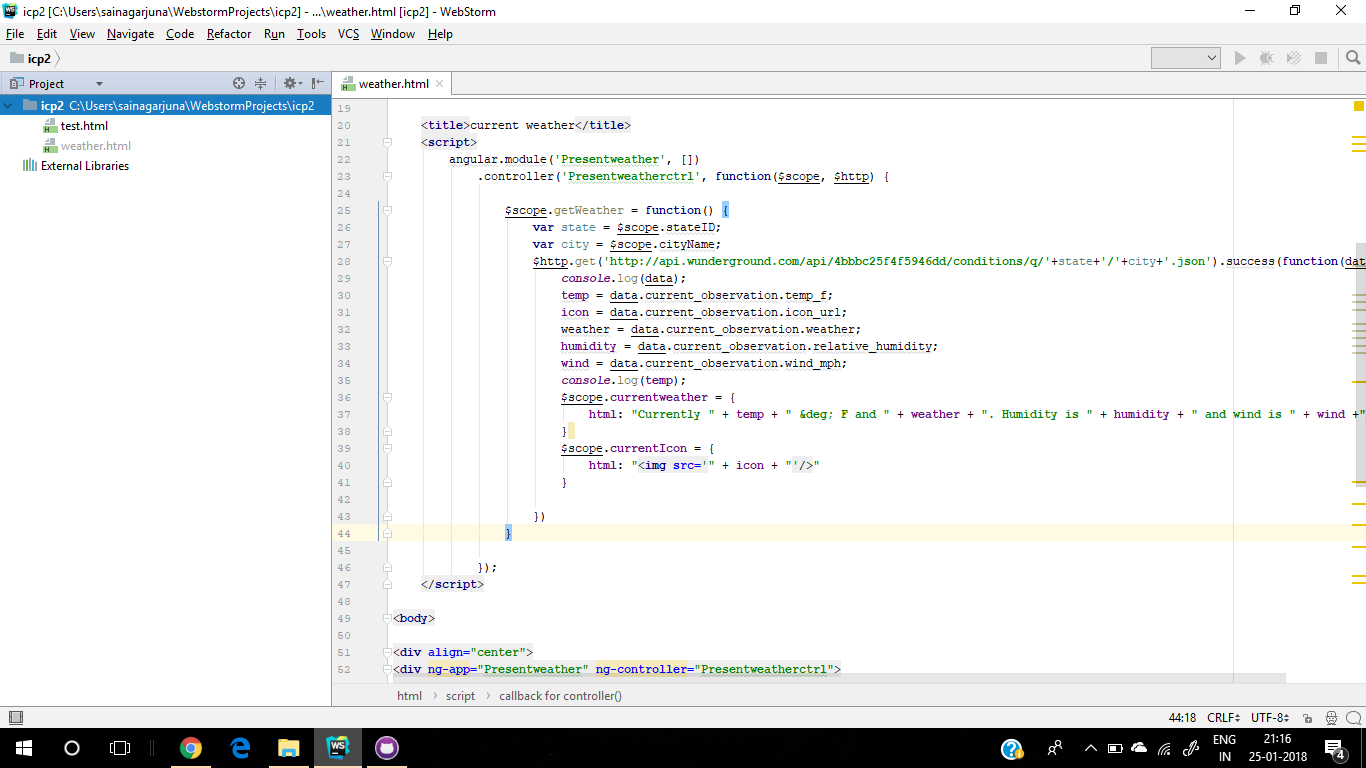 icp2 [C:\Users\sainagarjuna\WebstormProjects\icp2] - ...\weather.html [icp2] - WebStorm
File Edit View Navigate Code Refactor Run Tools VCS Window Help
icp2
Project
weather.html
icp2 C:\Users\sainagarjuna\WebstormProjects\icp2
test.html
weather.html
External Libraries
19
20 <title>current weather</title>
21 <script>
22 angular.module('Presentweather', [])
23 .controller('Presentweatherctrl', function($scope, $http) {
24
25 $scope.getWeather = function() {
26 var state = $scope.stateID;
27 var city = $scope.cityName;
28 $http.get('http://api.wunderground.com/api/4bbbc25f4f5946dd/conditions/q/'+state+'/'+city+'.json').success(function(dat
29 console.log(data);
30 temp = data.current_observation.temp_f;
31 icon = data.current_observation.icon_url;
32 weather = data.current_observation.weather;
33 humidity = data.current_observation.relative_humidity;
34 wind = data.current_observation.wind_mph;
35 console.log(temp);
36 $scope.currentweather = {
37 html: "Currently " + temp + " &deg; F and " + weather + ". Humidity is " + humidity + " and wind is " + wind +"
38 }
39 $scope.currentIcon = {
40 html: "<img src='" + icon + "'/>"
41 }
42
43 })
44 }
45
46 });
47 </script>
48
49 <body>
50
51 <div align="center">
52 <div ng-app="Presentweather" ng-controller="Presentweatherctrl">
html script callback for controller()
44:18 CRLF UTF-8
WS
ENG
IN
21:16
25-01-2018
4